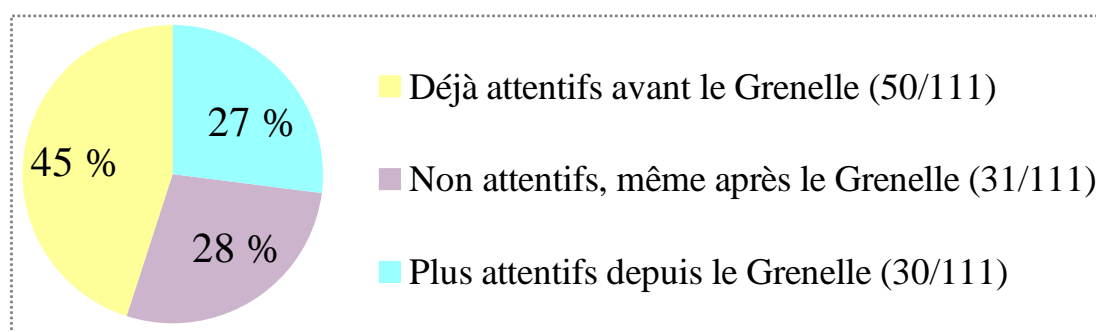 27 %
45 %
28 %
Déjà attentifs avant le Grenelle (50/111)
Non attentifs, même après le Grenelle (31/111)
Plus attentifs depuis le Grenelle (30/111)